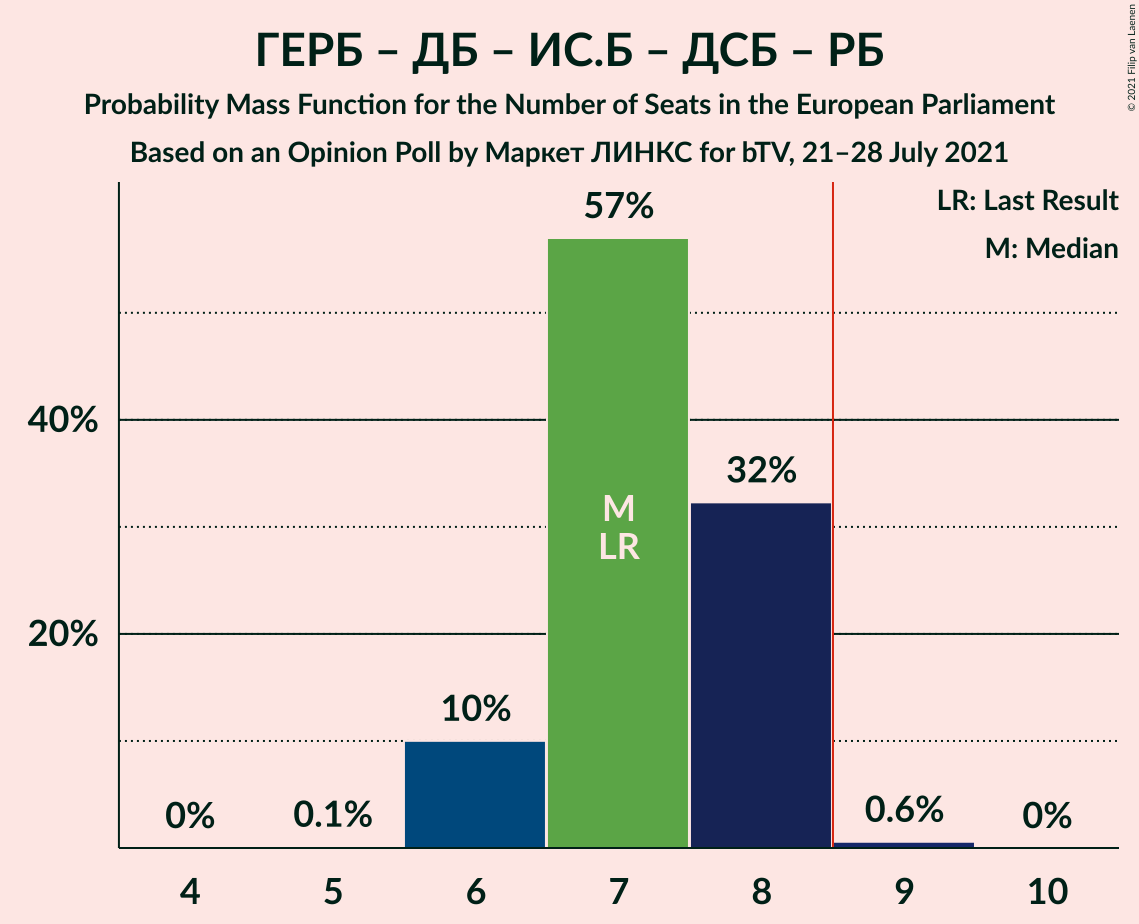 ГЕРБ – ДБ – ИС.Б – ДСБ – РБ
Probability Mass Function for the Number of Seats in the European Parliament
Based on an Opinion Poll by Маркет ЛИНКС for bTV, 21–28 July 2021
© 2021 Filip van Laenen
LR: Last Result
M: Median
57%
40%
32%
M
LR
20%
10%
0%
0.1%
0.6%
0%
4
5
6
7
8
9
10